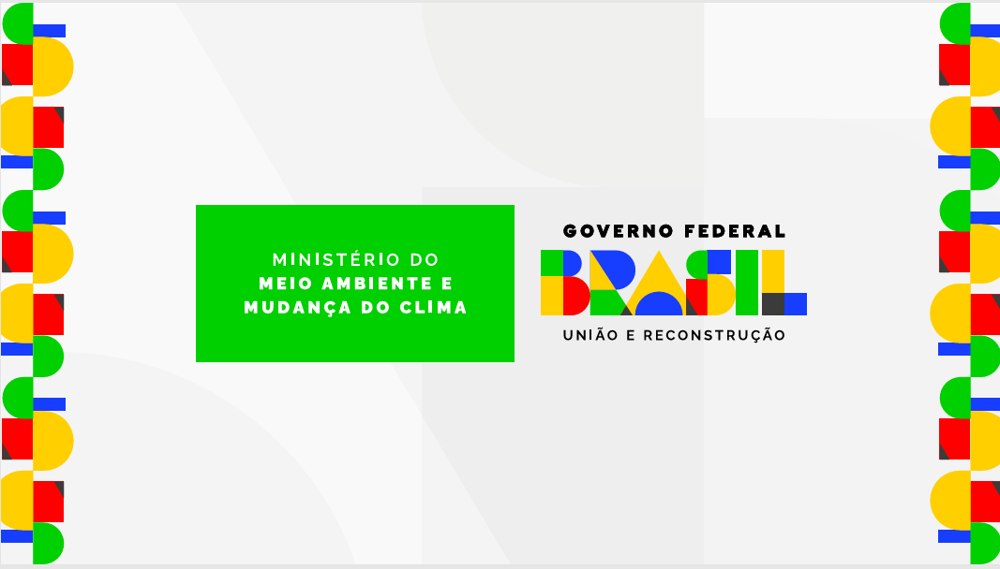 MINISTÉRIO DO
MEIO AMBIENTE E
MUDANÇA DO CLIMA
GOVERNO FEDERAL
BRASIL
UNIÃO E RECONSTRUÇÃO